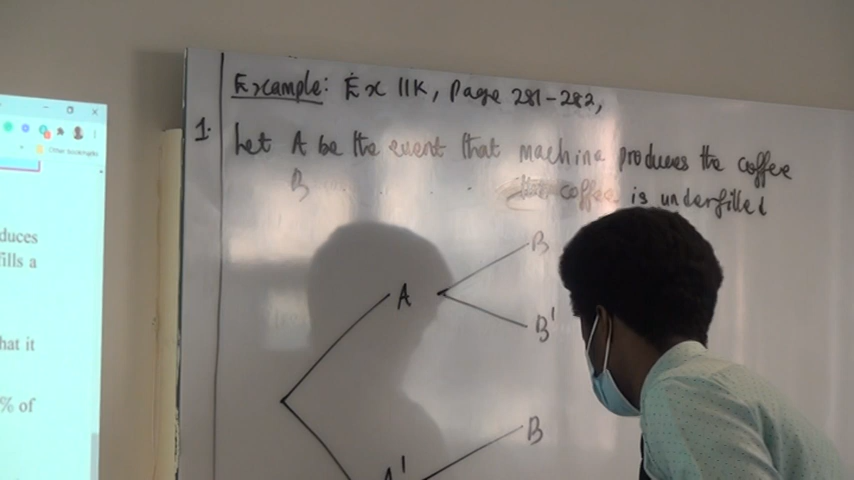 Other bookmarks
duces
fills a
hat it
% of
Example: Ex 11K, Page 281-282,
1. Let A be the event that machine produces the coffee
B coffee is underfilled
A
B
B'
A'
B